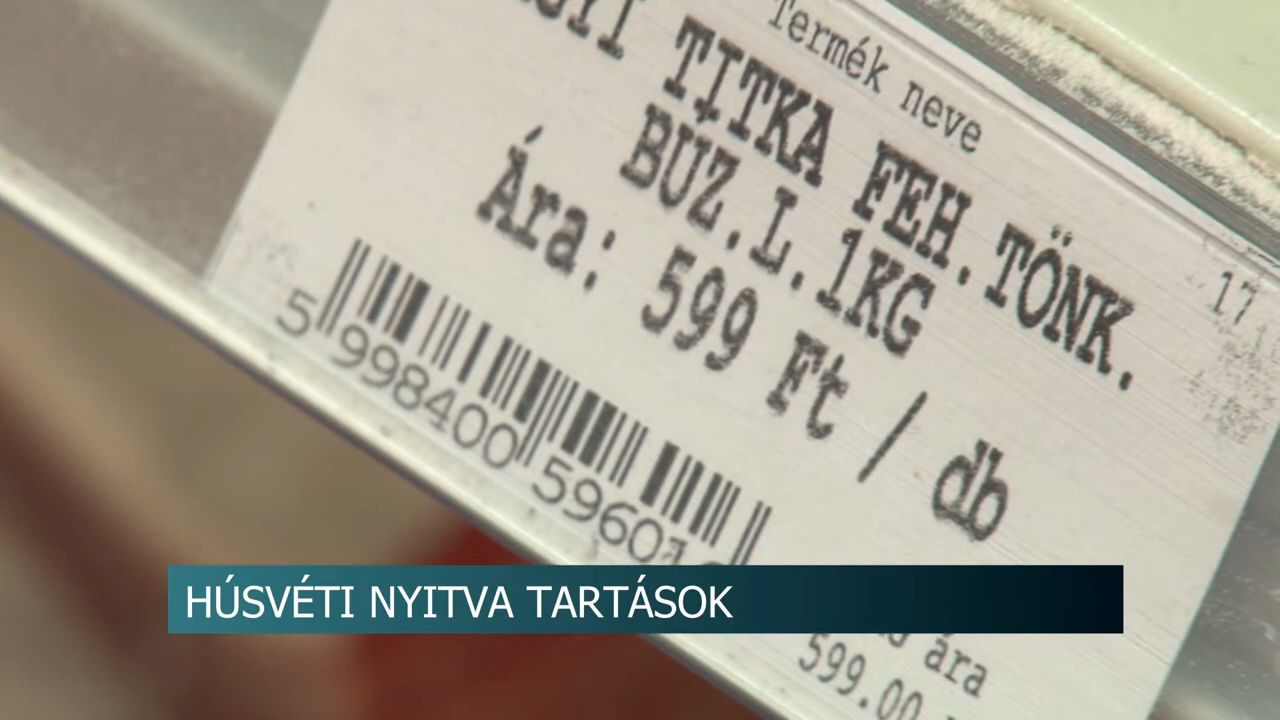 Termék neve
TITKA FEH.TÖNK.
BUZ.L.1KG
17
Ára: 599 Ft / db
5 998400 5960
ára
599.00
HÚSVÉTI NYITVA TARTÁSOK